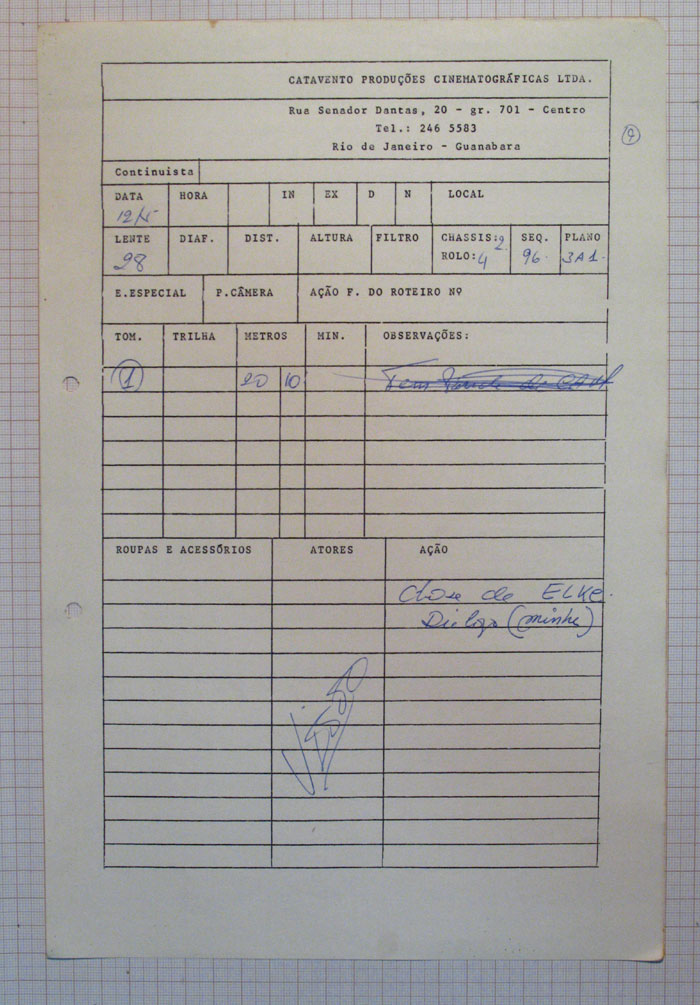 CATAVENTO PRODUÇÕES CINEMATOGRÁFICAS LTDA.
Rua Senador Dantas, 20 - gr. 701 - Centro
Tel.: 246 5583
Rio de Janeiro - Guanabara
Continuista
DATA HORA IN EX D N LOCAL
12/5
LENTE DIAF. DIST. ALTURA FILTRO CHASSIS: 2 SEQ. PLANO
28 ROLO: 4 96. 3A1.
E.ESPECIAL P.CÂMERA AÇÃO F. DO ROTEIRO Nº
TOM. TRILHA METROS MIN. OBSERVAÇÕES:
1 20 10 Tem
ROUPAS E ACESSÓRIOS ATORES AÇÃO
Close de ELKE.
Dialogo (minha)